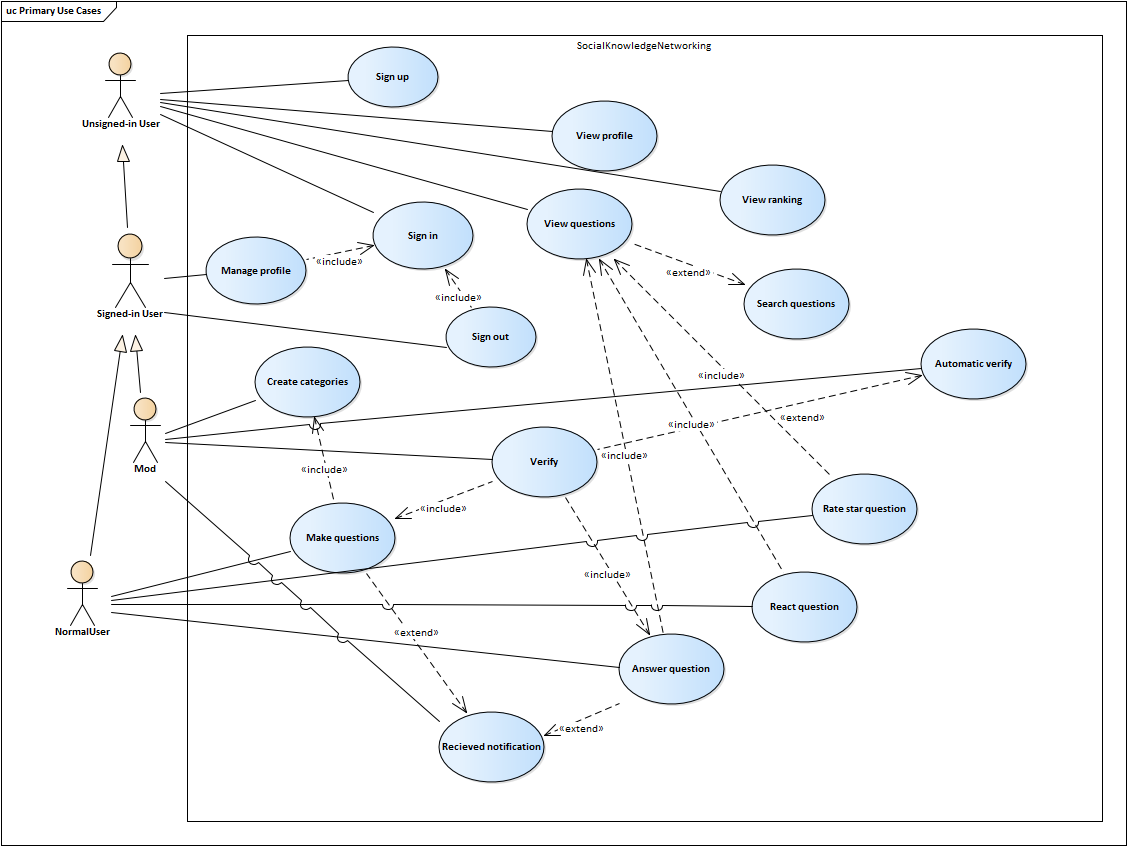 uc Primary Use Cases
SocialKnowledgeNetworking
Sign up
Unsigned-in User
View profile
View ranking
View questions
Sign in
Manage profile
«include»
«extend»
«include»
Search questions
Signed-in User
Sign out
Automatic verify
«include»
Create categories
«extend»
«include»
«include»
Verify
«include»
Mod
«include»
Rate star question
Make questions
«include»
React question
NormalUser
«extend»
Answer question
«extend»
Recieved notification